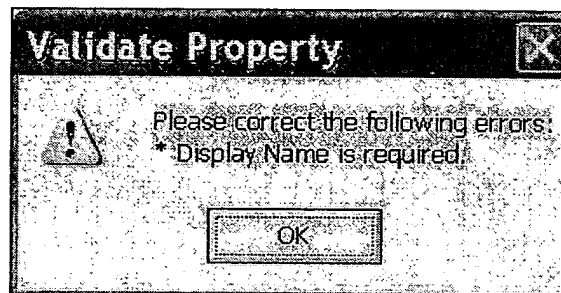 Validate Property
Please correct the following errors:
* Display Name is required.
OK